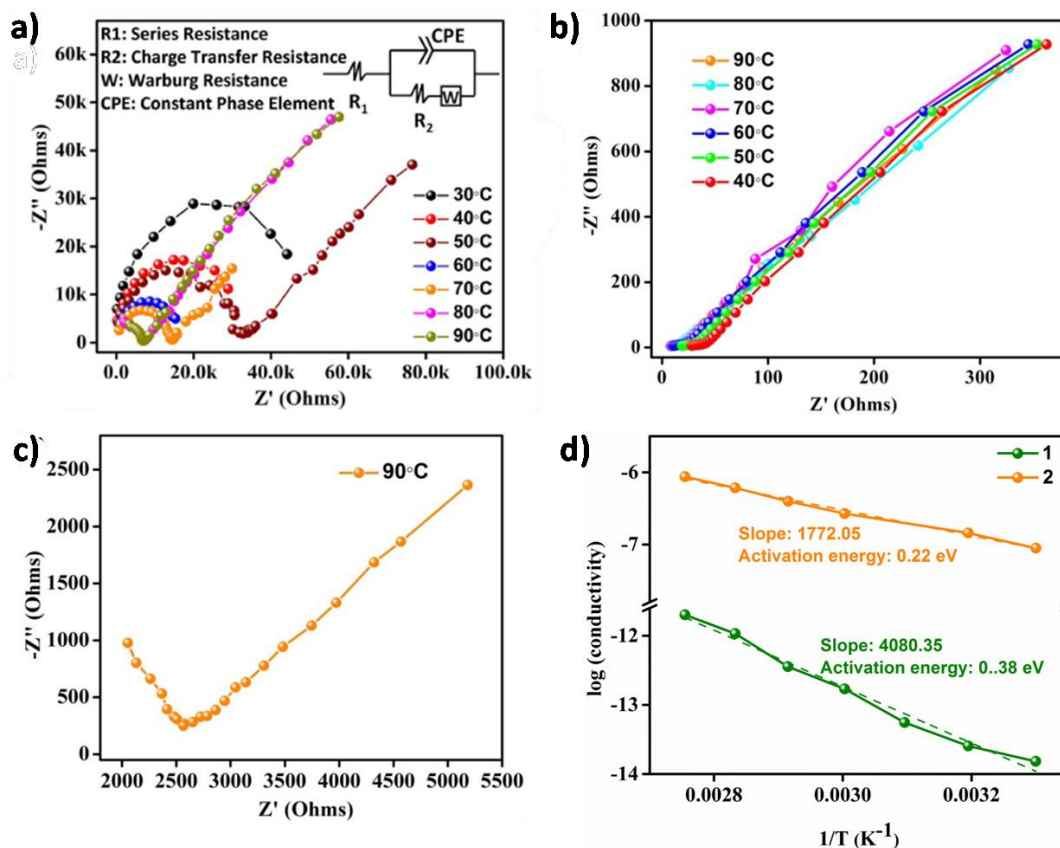 a)
a)
R1: Series Resistance
R2: Charge Transfer Resistance
W: Warburg Resistance
CPE: Constant Phase Element
CPE
R1
R2
W
60k
50k
40k
30k
20k
10k
0
-Z'' (Ohms)
30°C
40°C
50°C
60°C
70°C
80°C
90°C
0.0 20.0k 40.0k 60.0k 80.0k 100.0k
Z' (Ohms)
b)
1000
800
600
400
200
0
-Z'' (Ohms)
90°C
80°C
70°C
60°C
50°C
40°C
0 100 200 300
Z' (Ohms)
c)
2500
2000
1500
1000
500
0
-Z'' (Ohms)
90°C
2000 2500 3000 3500 4000 4500 5000 5500
Z' (Ohms)
d)
1
2
-6
-7
-12
-13
-14
log (conductivity)
Slope: 1772.05
Activation energy: 0.22 eV
Slope: 4080.35
Activation energy: 0..38 eV
0.0028 0.0030 0.0032
1/T (K-1)